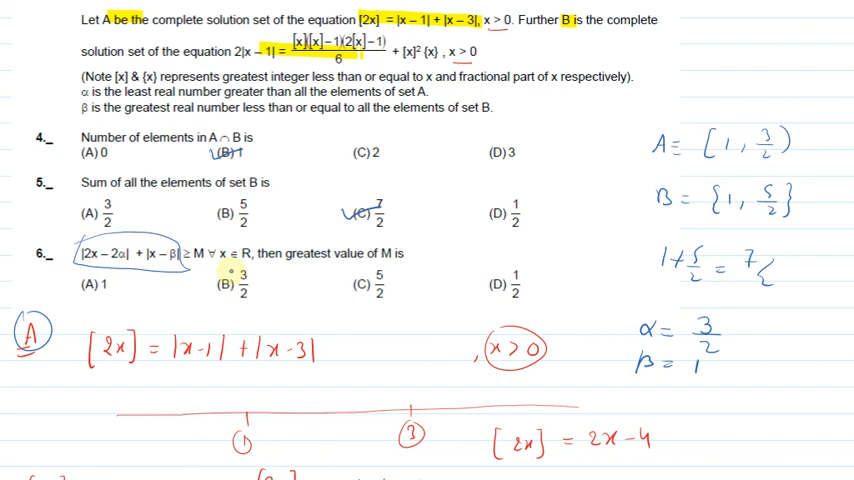 Let A be the complete solution set of the equation [2x] = |x – 1| + |x – 3|, x > 0. Further B is the complete
solution set of the equation 2|x – 1| = [x]([x]–1)(2[x]–1)/6 + [x]² {x} , x > 0
(Note [x] & {x} represents greatest integer less than or equal to x and fractional part of x respectively).
α is the least real number greater than all the elements of set A.
β is the greatest real number less than or equal to all the elements of set B.
4._ Number of elements in A ∩ B is
(A) 0 (B) 1 (C) 2 (D) 3
A = [1, 3/2)
5._ Sum of all the elements of set B is
B = {1, 5/2}
(A) 3/2 (B) 5/2 (C) 7/2 (D) 1/2
6._ |2x – 2α| + |x – β| ≥ M ∀ x ∈ R, then greatest value of M is
1 + 5/2 = 7/2
(A) 1 (B) 3/2 (C) 5/2 (D) 1/2
α = 3/2
A [2x] = |x-1| + |x-3| , x > 0
β = 1
1 3
[2x] = 2x - 4